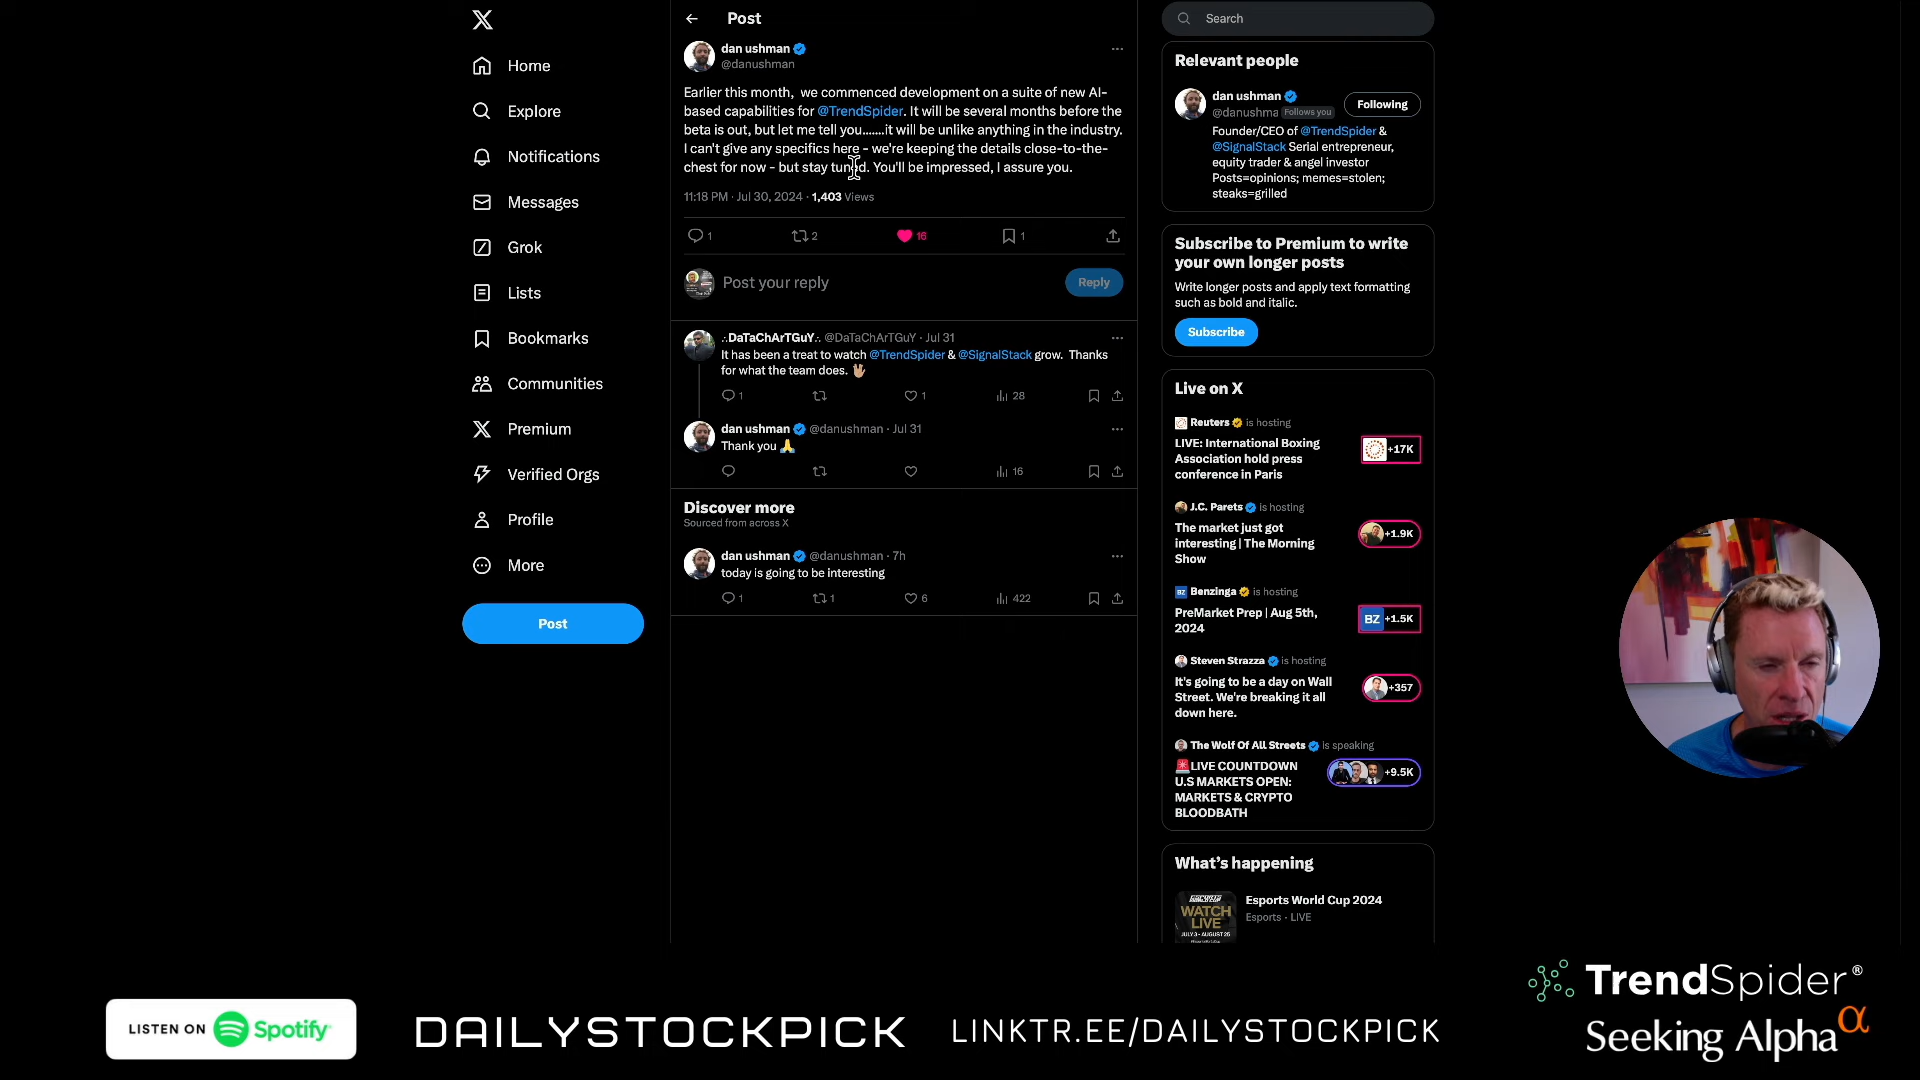 Home
Explore
Notifications
Messages
Grok
Lists
Bookmarks
Communities
Premium
Verified Orgs
Profile
More
Post
Post
dan ushman
@danushman
Earlier this month, we commenced development on a suite of new AI-
based capabilities for @TrendSpider. It will be several months before the
beta is out, but let me tell you.......it will be unlike anything in the industry.
I can't give any specifics here - we're keeping the details close-to-the-
chest for now - but stay tuned. You'll be impressed, I assure you.
11:18 PM · Jul 30, 2024 · 1,403 Views
1 2 16 1
Post your reply
Reply
.:DaTaChArTGuY:. @DaTaChArTGuY · Jul 31
It has been a treat to watch @TrendSpider & @SignalStack grow. Thanks
for what the team does. 🖖🏽
1 1 28
dan ushman @danushman · Jul 31
Thank you 🙏
16
Discover more
Sourced from across X
dan ushman @danushman · 7h
today is going to be interesting
1 1 6 422
Search
Relevant people
dan ushman
@danushma Follows you
Following
Founder/CEO of @TrendSpider &
@SignalStack Serial entrepreneur,
equity trader & angel investor
Posts=opinions; memes=stolen;
steaks=grilled
Subscribe to Premium to write
your own longer posts
Write longer posts and apply text formatting
such as bold and italic.
Subscribe
Live on X
Reuters is hosting
LIVE: International Boxing
Association hold press
conference in Paris
+17K
J.C. Parets is hosting
The market just got
interesting | The Morning
Show
+1.9K
BZ Benzinga is hosting
PreMarket Prep | Aug 5th,
2024
BZ +1.5K
Steven Strazza is hosting
It's going to be a day on Wall
Street. We're breaking it all
down here.
+357
The Wolf Of All Streets is speaking
🚨LIVE COUNTDOWN
U.S MARKETS OPEN:
MARKETS & CRYPTO
BLOODBATH
+9.5K
What's happening
WATCH
LIVE
JULY 3 - AUGUST 25
Esports World Cup 2024
Esports · LIVE
LISTEN ON Spotify
DAILYSTOCKPICK
LINKTR.EE/DAILYSTOCKPICK
TrendSpider®
Seeking Alpha α